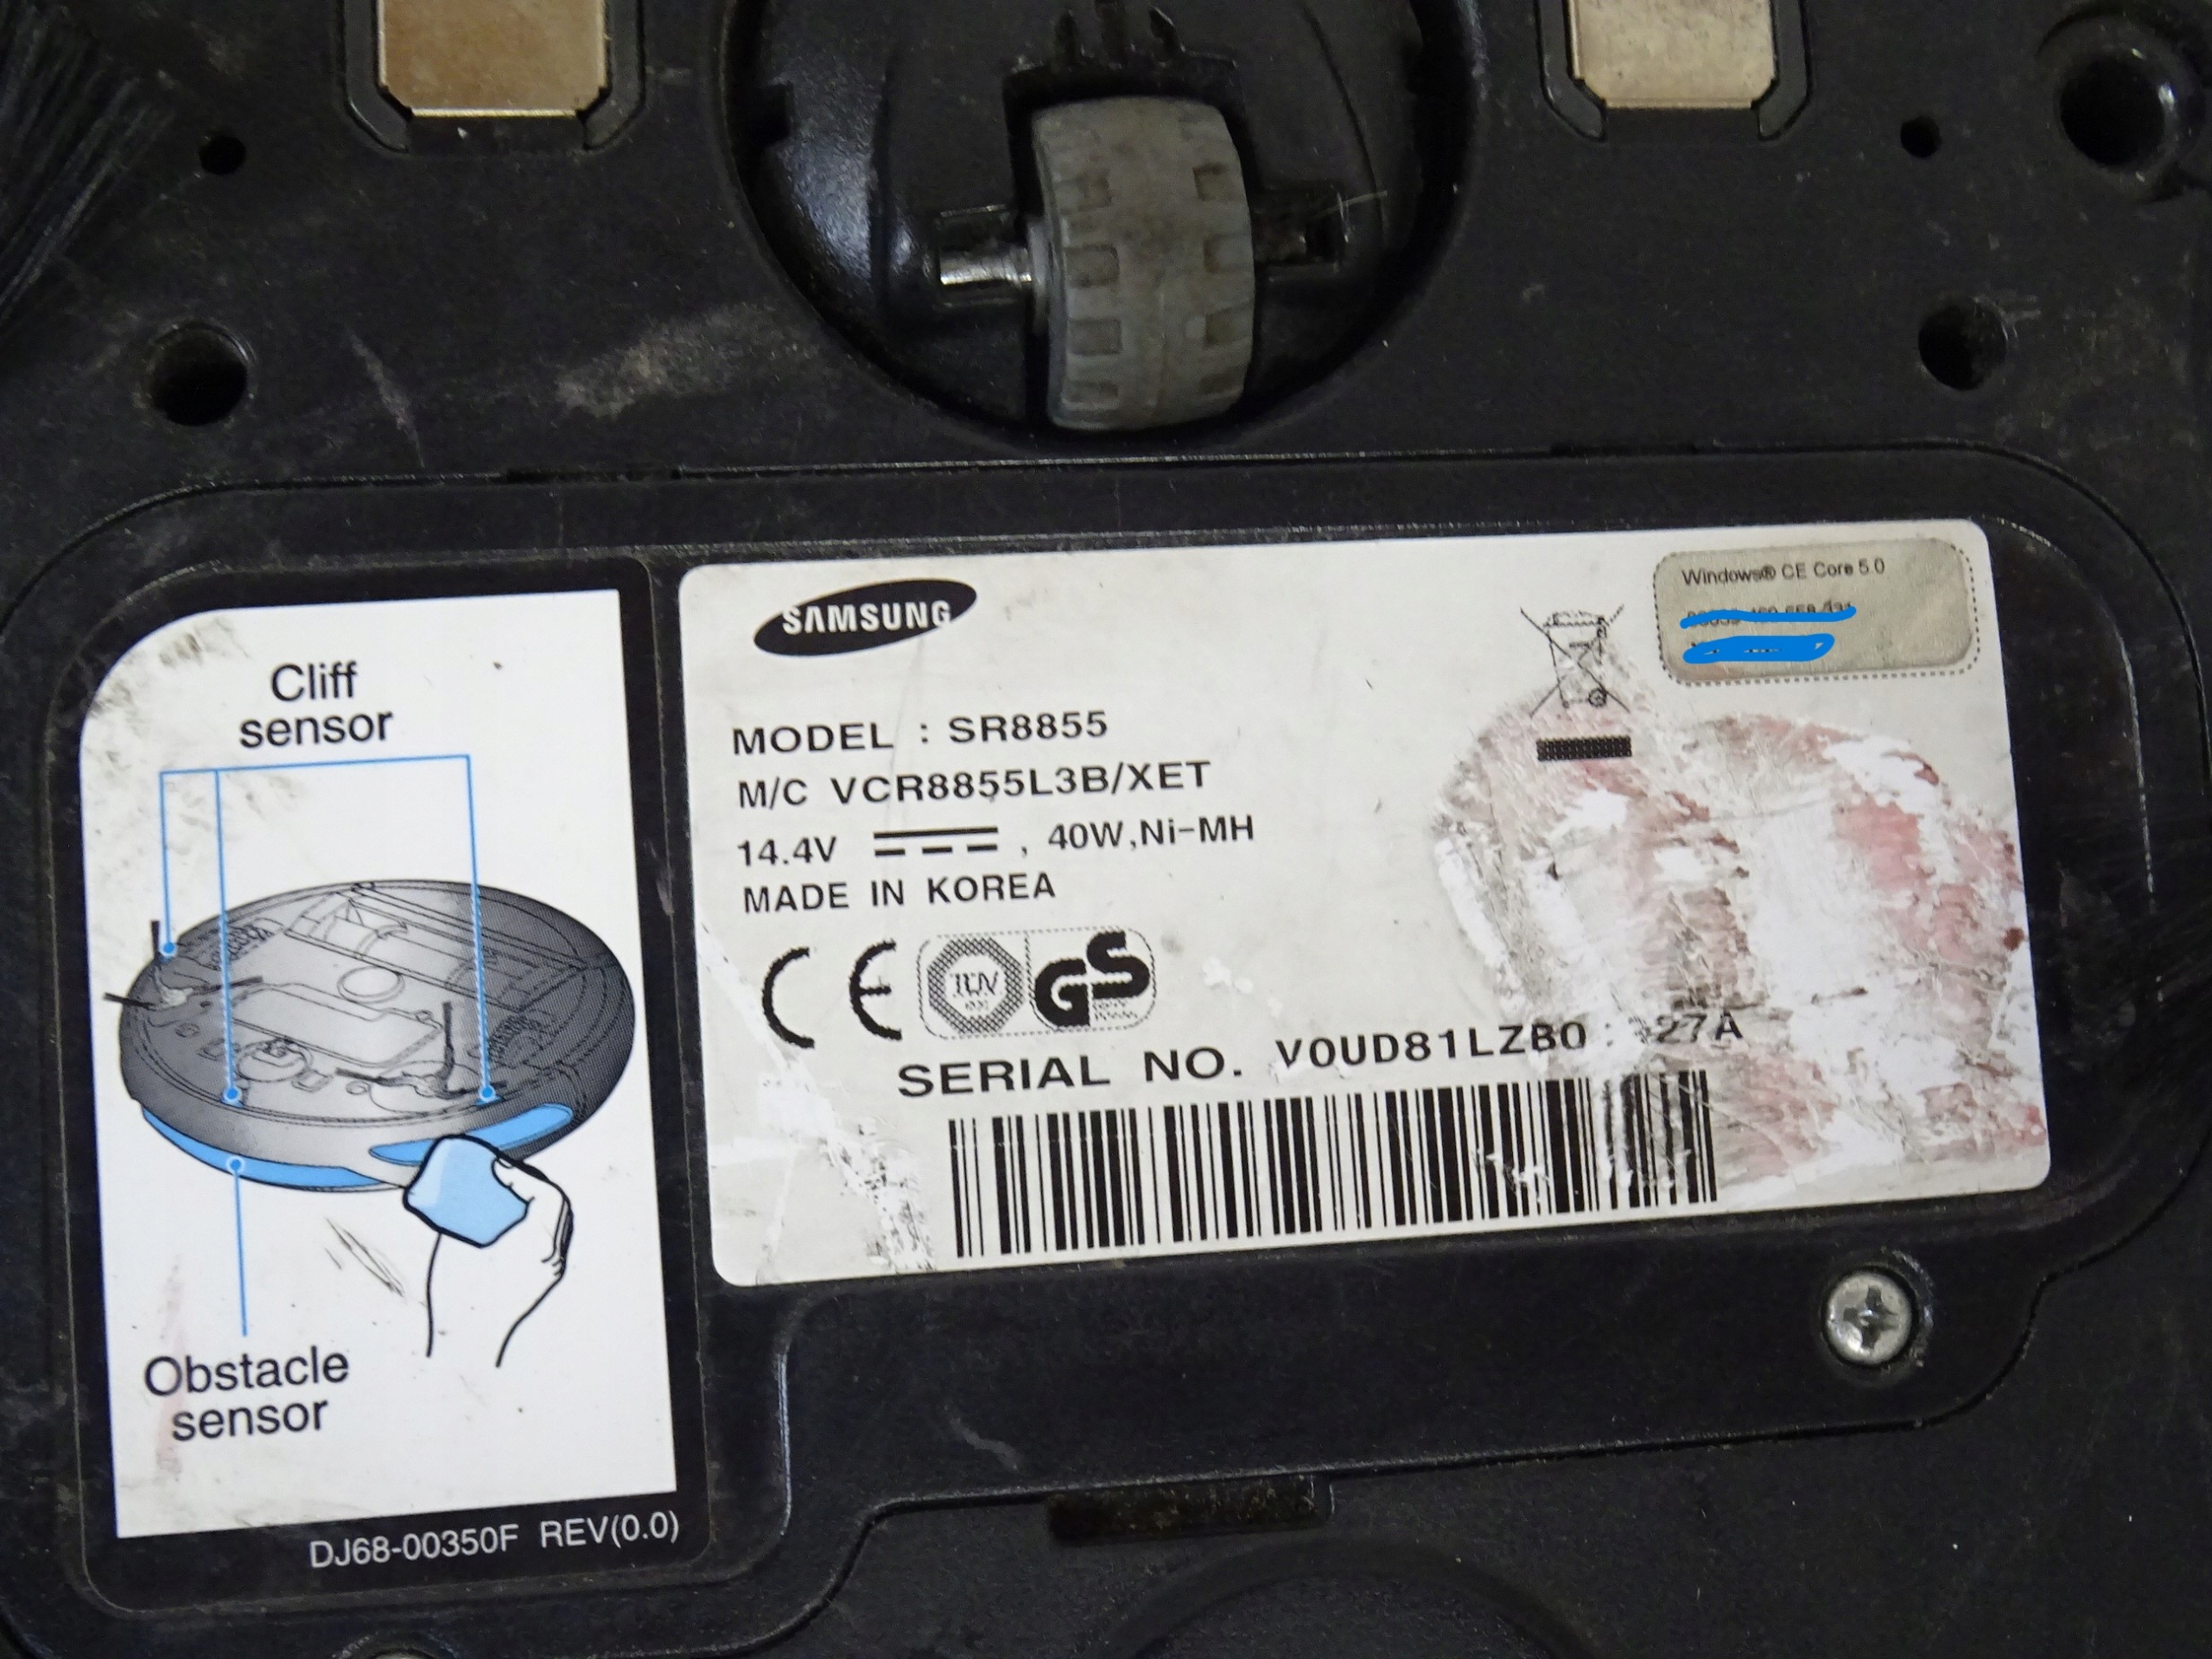 Cliff
sensor
Obstacle
sensor
DJ68-00350F REV(0.0)
SAMSUNG
Windows® CE Core 5.0
MODEL : SR8855
M/C VCR8855L3B/XET
14.4V , 40W,Ni-MH
MADE IN KOREA
CE TÜV GS
SERIAL NO.